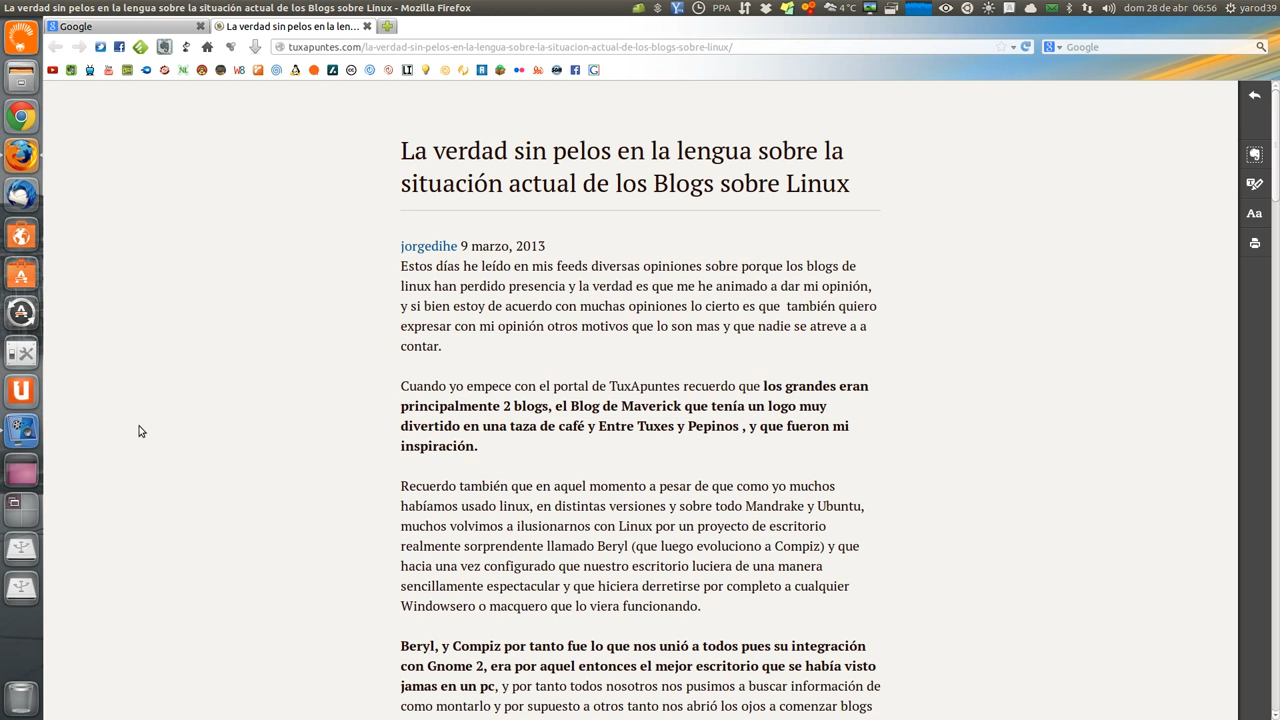 La verdad sin pelos en la lengua sobre la situación actual de los Blogs sobre Linux - Mozilla Firefox
PPA
4°C
dom 28 de abr
06:56
yarod39
Google
La verdad sin pelos en la len...
tuxapuntes.com/la-verdad-sin-pelos-en-la-lengua-sobre-la-situacion-actual-de-los-blogs-sobre-linux/
Google
La verdad sin pelos en la lengua sobre la
situación actual de los Blogs sobre Linux
jorgedihe 9 marzo, 2013
Estos días he leído en mis feeds diversas opiniones sobre porque los blogs de
linux han perdido presencia y la verdad es que me he animado a dar mi opinión,
y si bien estoy de acuerdo con muchas opiniones lo cierto es que también quiero
expresar con mi opinión otros motivos que lo son mas y que nadie se atreve a a
contar.
Cuando yo empece con el portal de TuxApuntes recuerdo que los grandes eran
principalmente 2 blogs, el Blog de Maverick que tenía un logo muy
divertido en una taza de café y Entre Tuxes y Pepinos , y que fueron mi
inspiración.
Recuerdo también que en aquel momento a pesar de que como yo muchos
habíamos usado linux, en distintas versiones y sobre todo Mandrake y Ubuntu,
muchos volvimos a ilusionarnos con Linux por un proyecto de escritorio
realmente sorprendente llamado Beryl (que luego evoluciono a Compiz) y que
hacia una vez configurado que nuestro escritorio luciera de una manera
sencillamente espectacular y que hiciera derretirse por completo a cualquier
Windowsero o macquero que lo viera funcionando.
Beryl, y Compiz por tanto fue lo que nos unió a todos pues su integración
con Gnome 2, era por aquel entonces el mejor escritorio que se había visto
jamas en un pc, y por tanto todos nosotros nos pusimos a buscar información de
como montarlo y por supuesto a otros tanto nos abrió los ojos a comenzar blogs
Aa